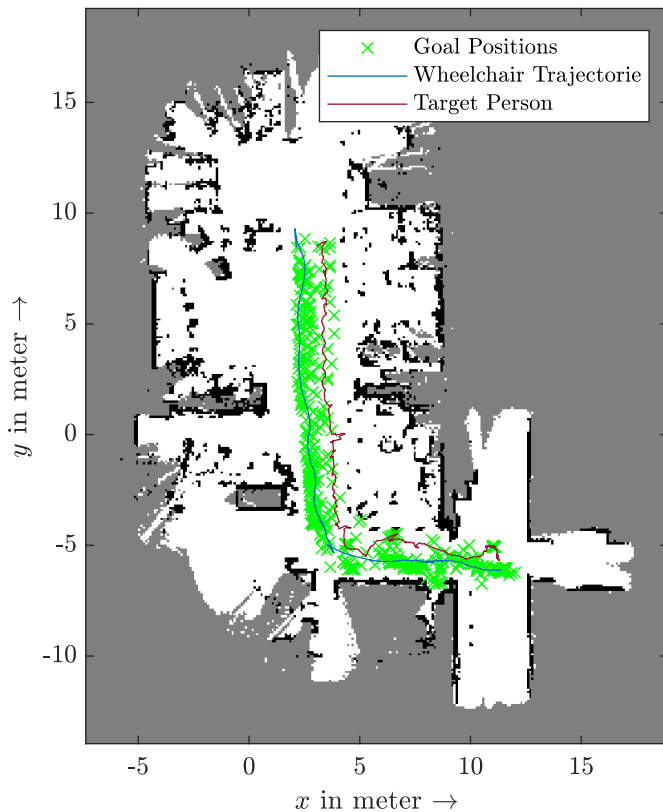 Goal Positions
Wheelchair Trajectorie
Target Person
15
10
5
0
-5
-10
y in meter →
-5
0
5
10
15
x in meter →